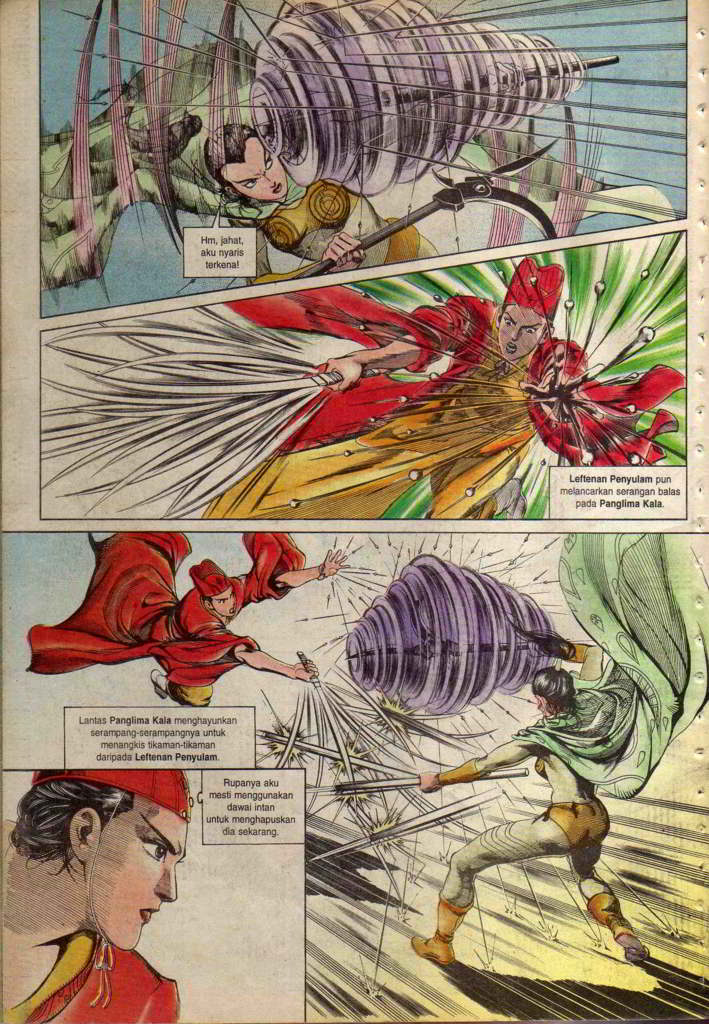 Hm, jahat,
aku nyaris
terkena!
Leftenan Penyulam pun
melancarkan serangan balas
pada Panglima Kala.
Lantas Panglima Kala menghayunkan
serampang-serampangnya untuk
menangkis tikaman-tikaman
daripada Leftenan Penyulam.
Rupanya aku
mesti menggunakan
dawai intan
untuk menghapuskan
dia sekarang.